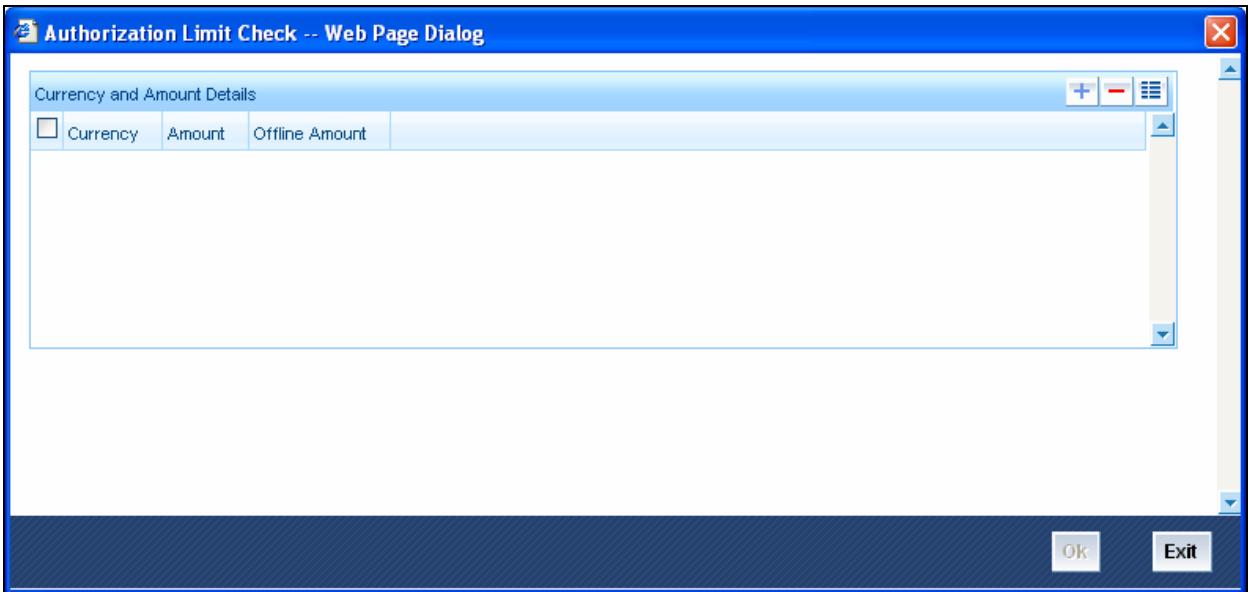 Authorization Limit Check -- Web Page Dialog
Currency and Amount Details
Currency Amount Offline Amount
Ok Exit